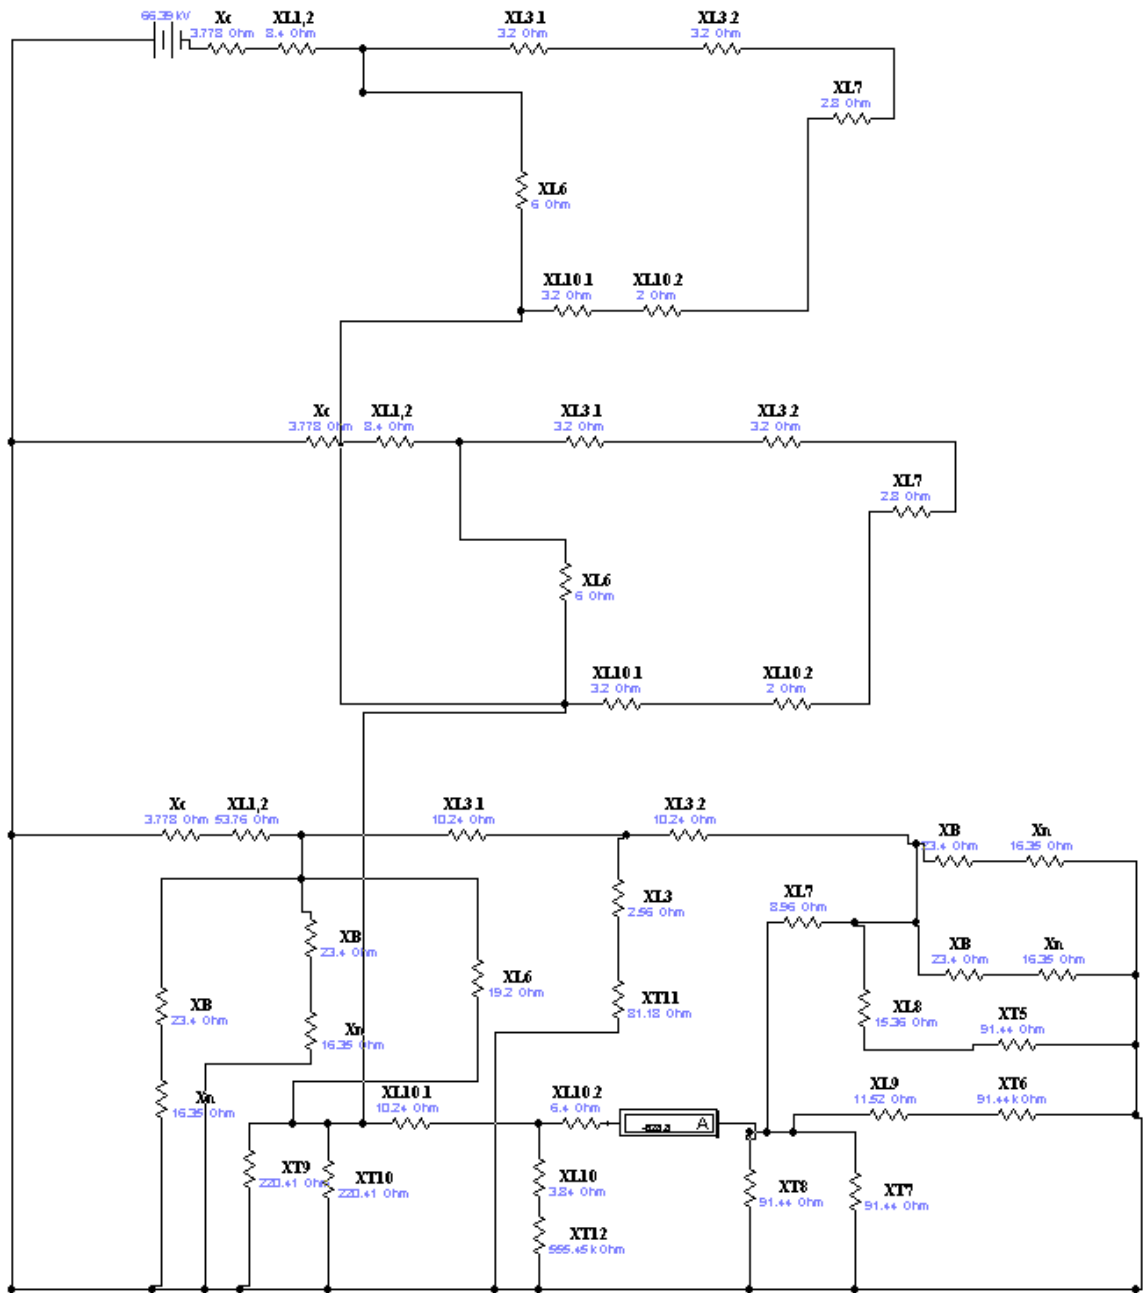 66.39 kV
Xc
3.778 Ohm
XL1,2
8.4 Ohm
XL3.1
3.2 Ohm
XL3.2
3.2 Ohm
XL7
2.8 Ohm
XL6
6 Ohm
XL10.1
3.2 Ohm
XL10.2
2 Ohm
Xc
3.778 Ohm
XL1,2
8.4 Ohm
XL3.1
3.2 Ohm
XL3.2
3.2 Ohm
XL7
2.8 Ohm
XL6
6 Ohm
XL10.1
3.2 Ohm
XL10.2
2 Ohm
Xc
3.778 Ohm
XL1,2
53.76 Ohm
XL3.1
10.24 Ohm
XL3.2
10.24 Ohm
XB
23.4 Ohm
Xn
16.35 Ohm
XL3
2.56 Ohm
XL7
8.96 Ohm
XB
23.4 Ohm
XB
23.4 Ohm
Xn
16.35 Ohm
XL6
19.2 Ohm
XB
23.4 Ohm
XT11
81.18 Ohm
XL8
15.36 Ohm
XT5
91.44 Ohm
Xn
16.35 Ohm
Xn
16.35 Ohm
XL10.1
10.24 Ohm
XL10.2
6.4 Ohm
A
XL9
11.52 Ohm
XT6
91.44 kOhm
XT9
220.41 Ohm
XT10
220.41 Ohm
XL10
3.84 Ohm
XT8
91.44 Ohm
XT7
91.44 Ohm
XT12
555.45 kOhm